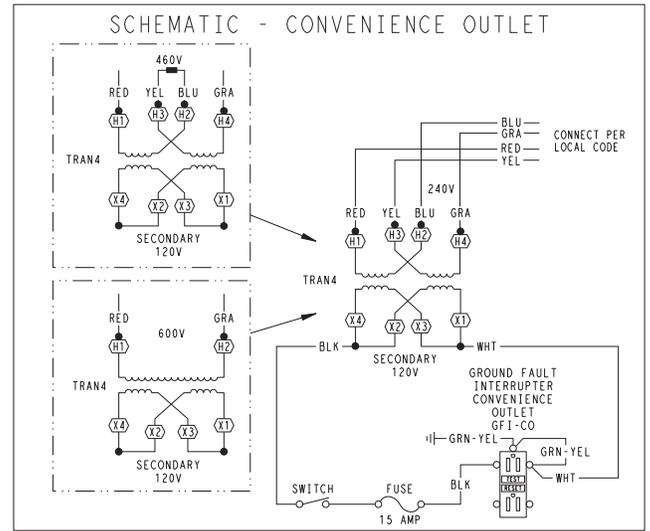 SCHEMATIC - CONVENIENCE OUTLET
460V
RED YEL BLU GRA
H1 H3 H2 H4
TRAN4
X4 X2 X3 X1
SECONDARY
120V
RED GRA
600V
H1 H2
TRAN4
X4 X2 X3 X1
SECONDARY
120V
BLU
GRA
RED
YEL
CONNECT PER
LOCAL CODE
240V
RED YEL BLU GRA
H1 H3 H2 H4
TRAN4
X4 X2 X3 X1
BLK
WHT
SECONDARY
120V
GROUND FAULT
INTERRUPTER
CONVENIENCE
OUTLET
GFI-CO
GRN-YEL
GRN-YEL
WHT
TEST
RESET
BLK
SWITCH
FUSE
15 AMP